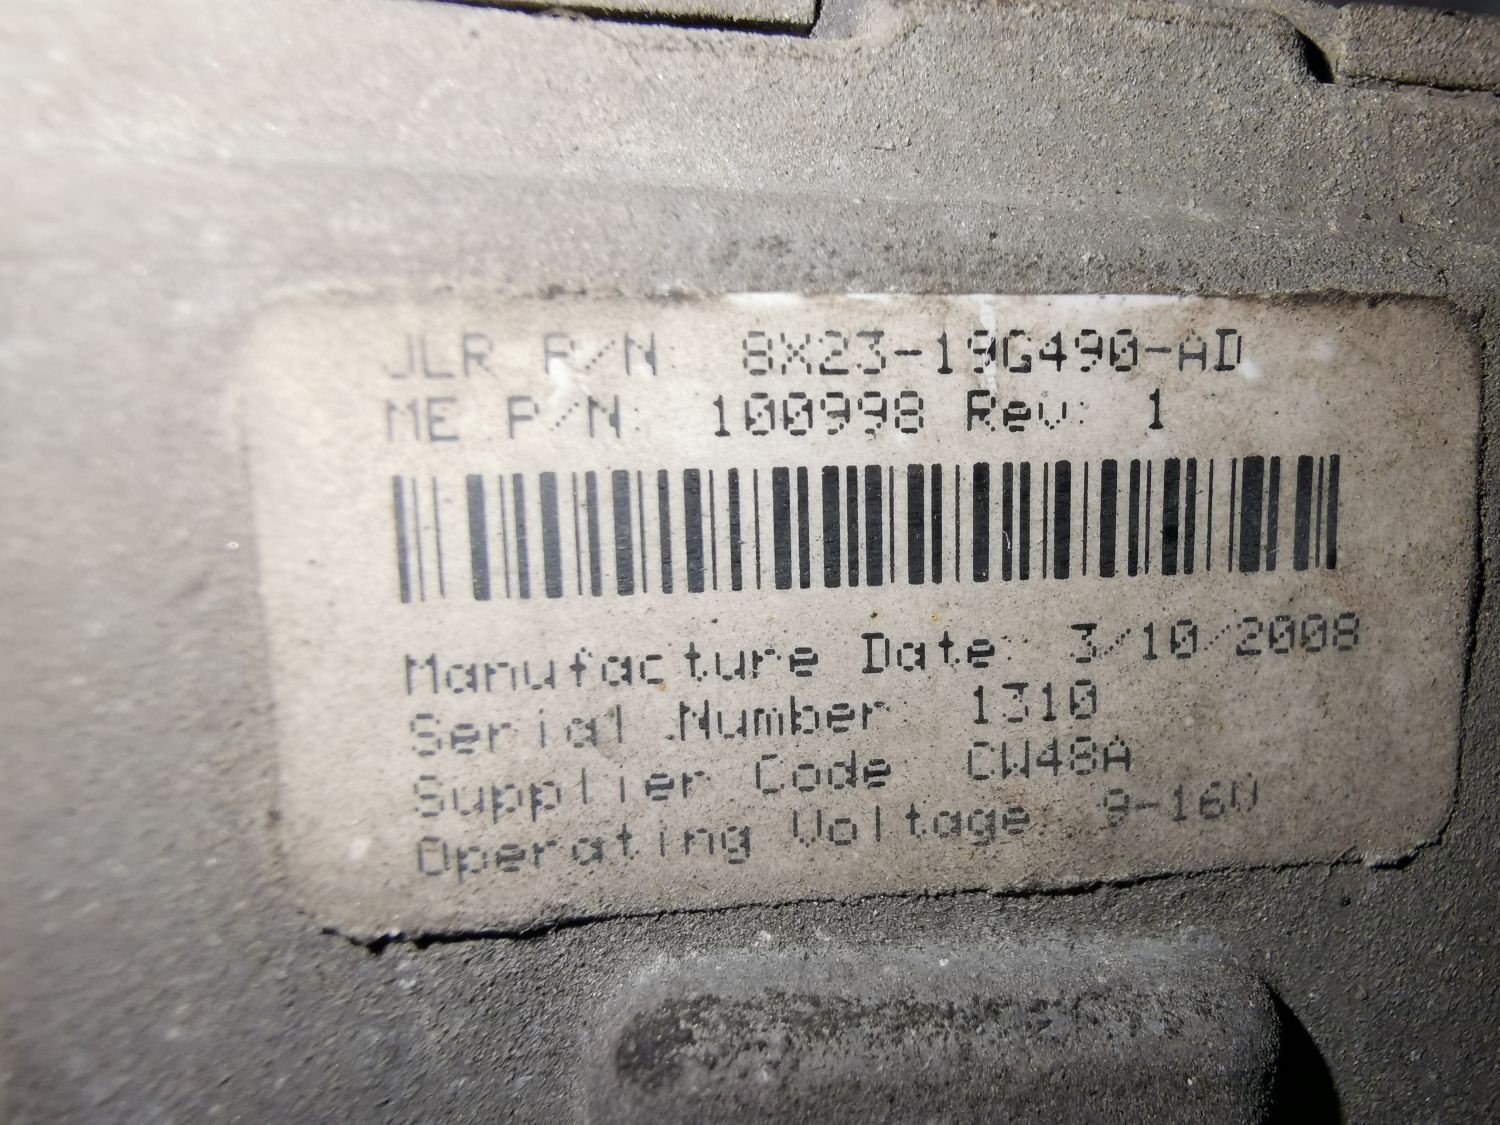 JLR P/N: 8X23-19G490-AD
ME P/N: 100998 Rev: 1
Manufacture Date: 3/10/2008
Serial Number: 1310
Supplier Code: CW48A
Operating Voltage: 9-16V